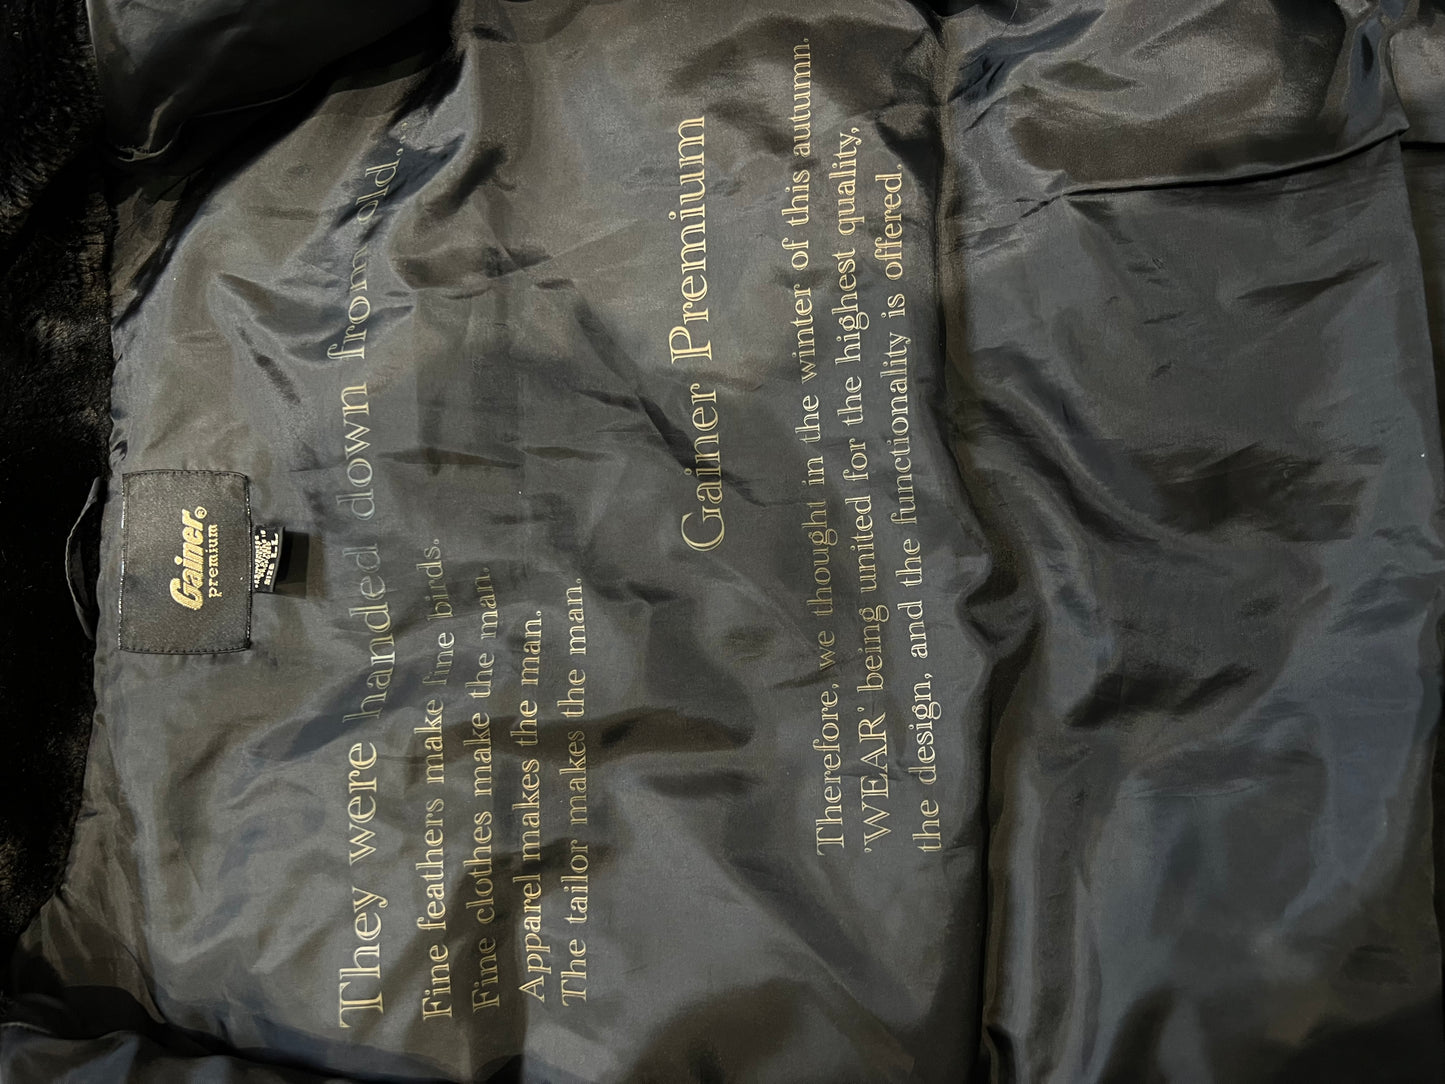 Gainer®
premium
SIZE LL
They were handed down from old.
Fine feathers make fine birds.
Fine clothes make the man.
Apparel makes the man.
The tailor makes the man.
Gainer Premium
Therefore, we thought in the winter of this autumn.
'WEAR' being united for the highest quality,
the design, and the functionality is offered.